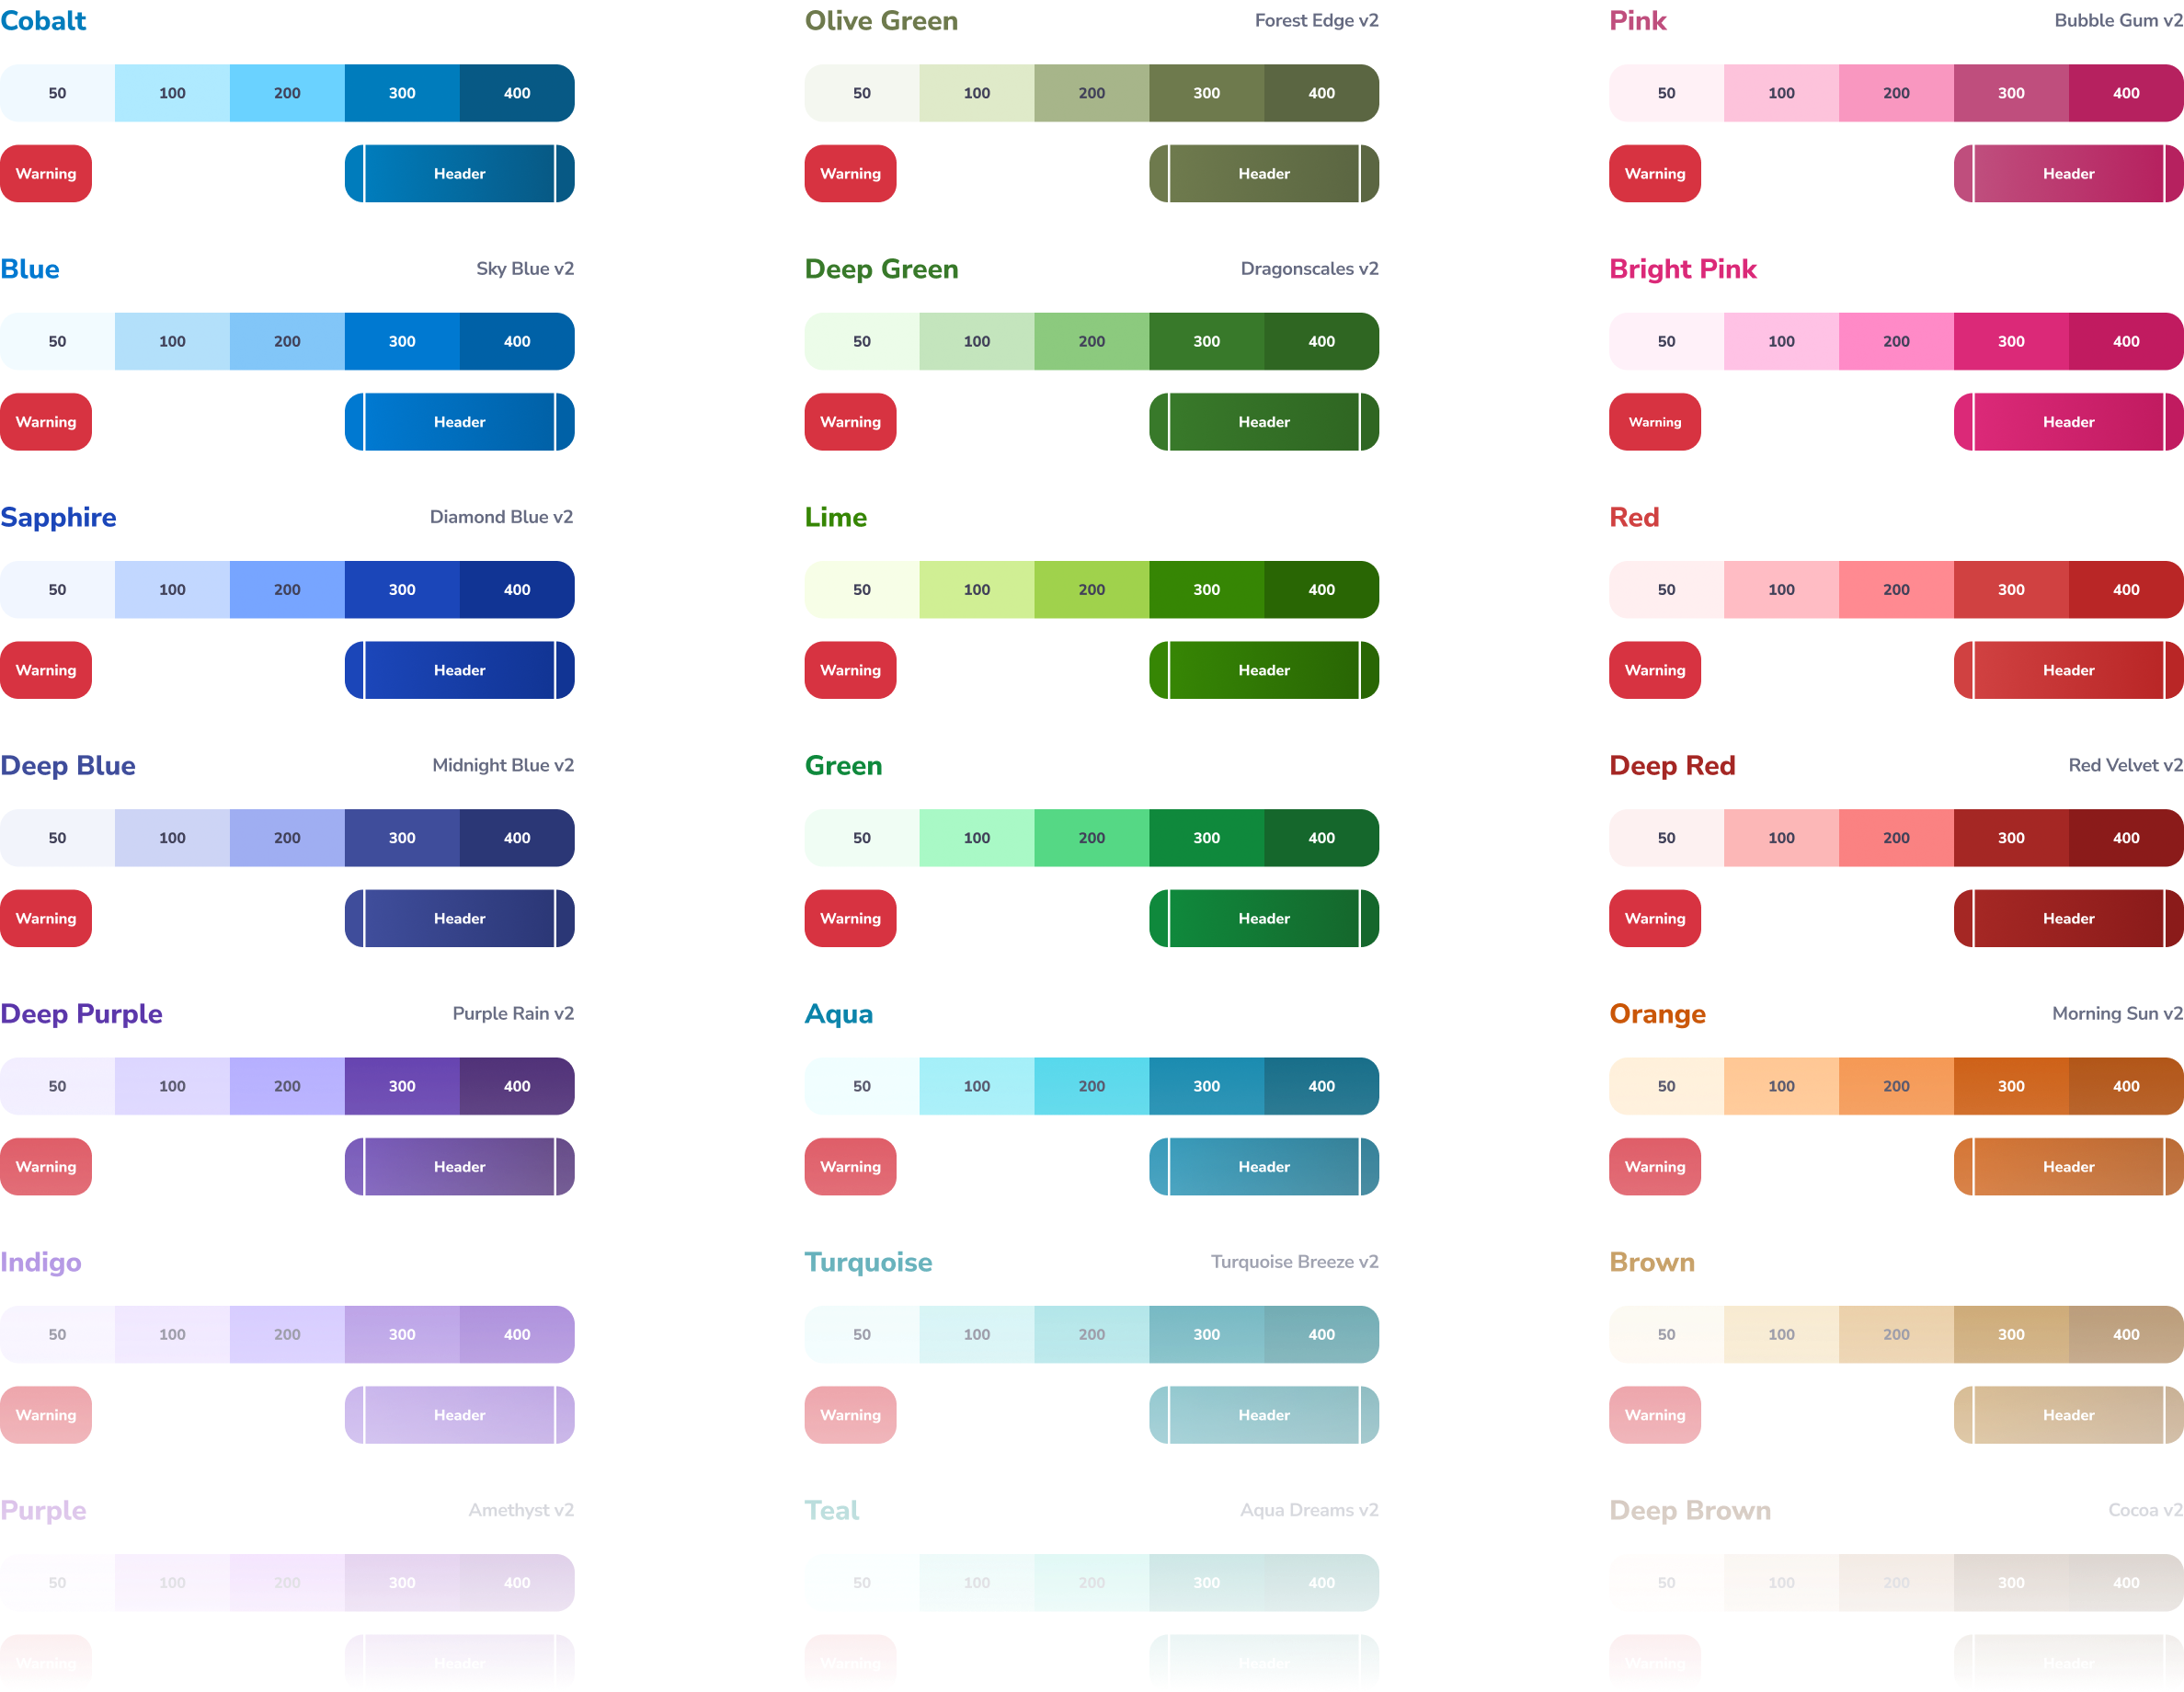 Cobalt
50 100 200 300 400
Warning Header
Blue Sky Blue v2
50 100 200 300 400
Warning Header
Sapphire Diamond Blue v2
50 100 200 300 400
Warning Header
Deep Blue Midnight Blue v2
50 100 200 300 400
Warning Header
Deep Purple Purple Rain v2
50 100 200 300 400
Warning Header
Indigo
50 100 200 300 400
Warning Header
Purple Amethyst v2
50 100 200 300 400
Warning Header
Olive Green Forest Edge v2
50 100 200 300 400
Warning Header
Deep Green Dragonscales v2
50 100 200 300 400
Warning Header
Lime
50 100 200 300 400
Warning Header
Green
50 100 200 300 400
Warning Header
Aqua
50 100 200 300 400
Warning Header
Turquoise Turquoise Breeze v2
50 100 200 300 400
Warning Header
Teal Aqua Dreams v2
50 100 200 300 400
Warning Header
Pink Bubble Gum v2
50 100 200 300 400
Warning Header
Bright Pink
50 100 200 300 400
Warning Header
Red
50 100 200 300 400
Warning Header
Deep Red Red Velvet v2
50 100 200 300 400
Warning Header
Orange Morning Sun v2
50 100 200 300 400
Warning Header
Brown
50 100 200 300 400
Warning Header
Deep Brown Cocoa v2
50 100 200 300 400
Warning Header